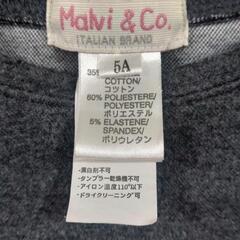 Malvi & Co.
ITALIAN BRAND
5A
35%
COTTON/
コットン
60% POLIESTERE/
POLYESTER/
ポリエステル
5% ELASTENE/
SPANDEX/
ポリウレタン
・漂白剤不可
・タンブラー乾燥機不可
・アイロン温度110°以下
・ドライクリーニング可